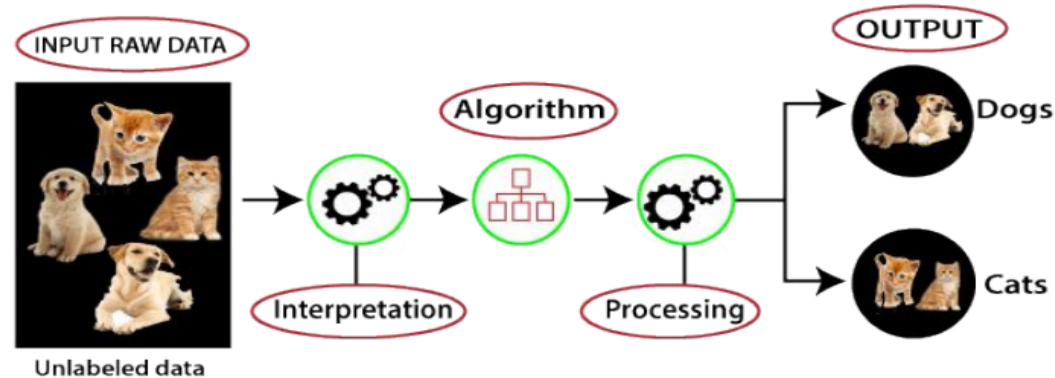 INPUT RAW DATA
Unlabeled data
Interpretation
Algorithm
Processing
OUTPUT
Dogs
Cats